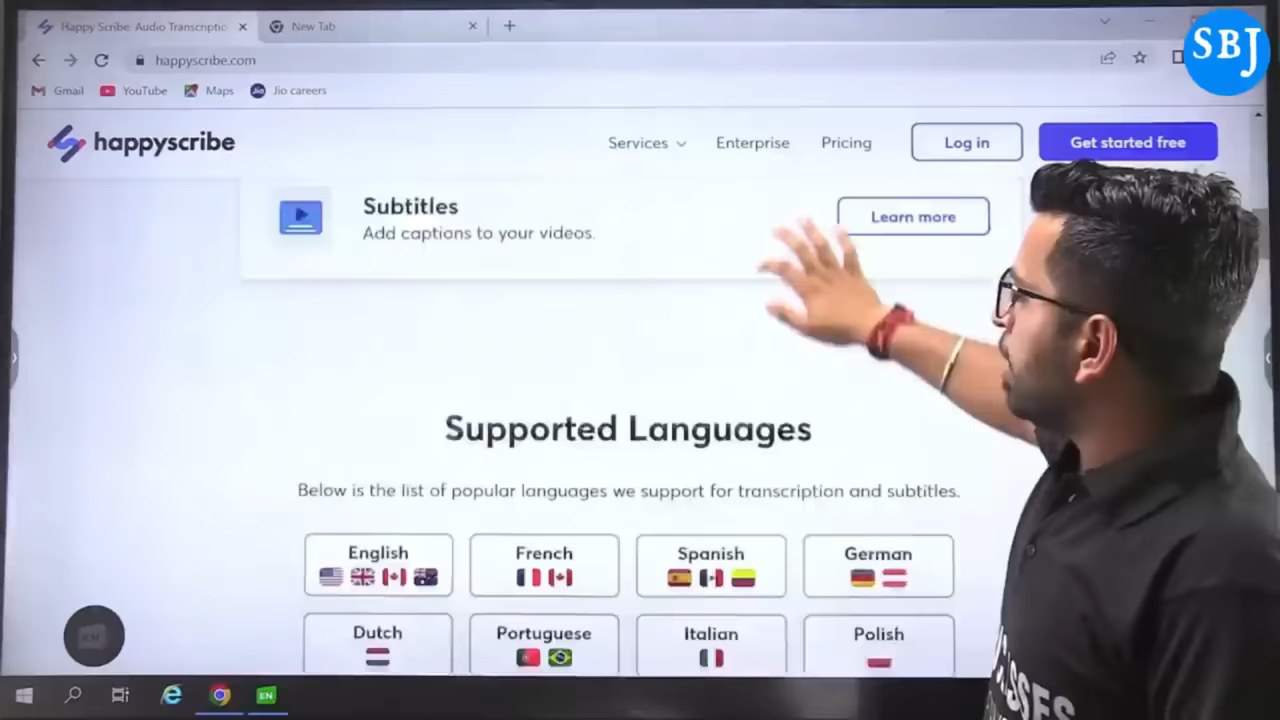 Happy Scribe: Audio Transcriptio
New Tab
SBJ
happyscribe.com
Gmail
YouTube
Maps
Jio
Jio careers
happyscribe
Services
Enterprise
Pricing
Log in
Get started free
Subtitles
Add captions to your videos.
Learn more
Supported Languages
Below is the list of popular languages we support for transcription and subtitles.
English
French
Spanish
German
Dutch
Portuguese
Italian
Polish
EN
EN